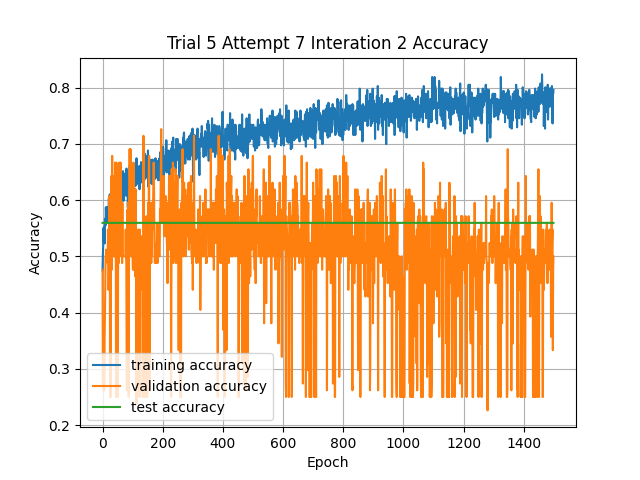 Trial 5 Attempt 7 Interation 2 Accuracy
0.8
0.7
0.6
0.5
0.4
0.3
0.2
Accuracy
training accuracy
validation accuracy
test accuracy
0 200 400 600 800 1000 1200 1400
Epoch